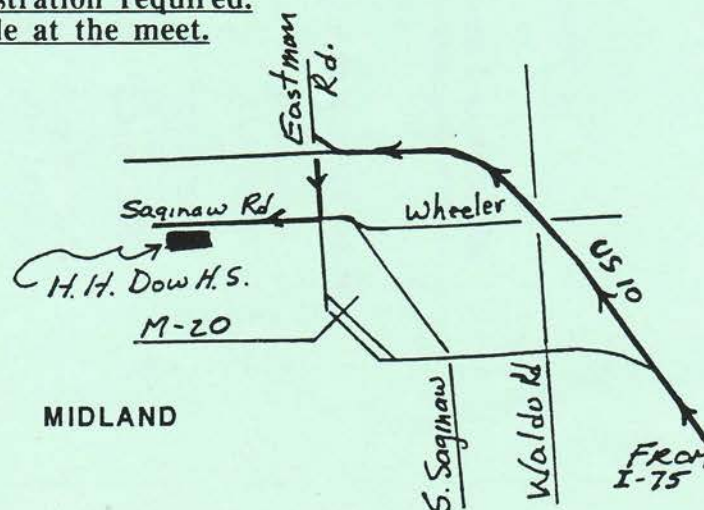 stration required.
le at the meet.
Eastman
Rd.
Saginaw Rd
Wheeler
H.H. Dow H.S.
US 10
M-20
MIDLAND
S. Saginaw
Waldo Rd
FROM
I-75